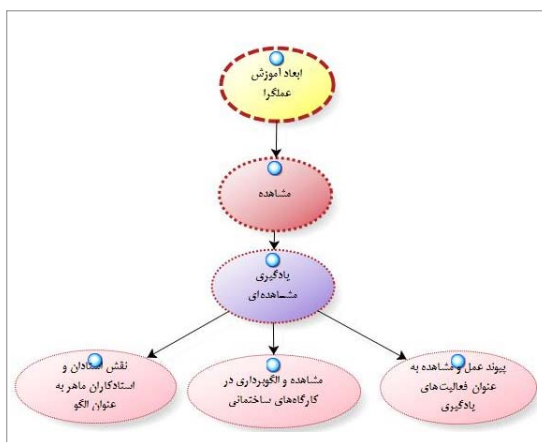 ابعاد آموزش
عملگرا
مشاهده
یادگیری
مشاهده‌ای
پیوند عمل و مشاهده به
عنوان فعالیت‌های
یادگیری
مشاهده و الگوبرداری در
کارگاه‌های ساختمانی
نقش استادان و
استادکاران ماهر به
عنوان الگو